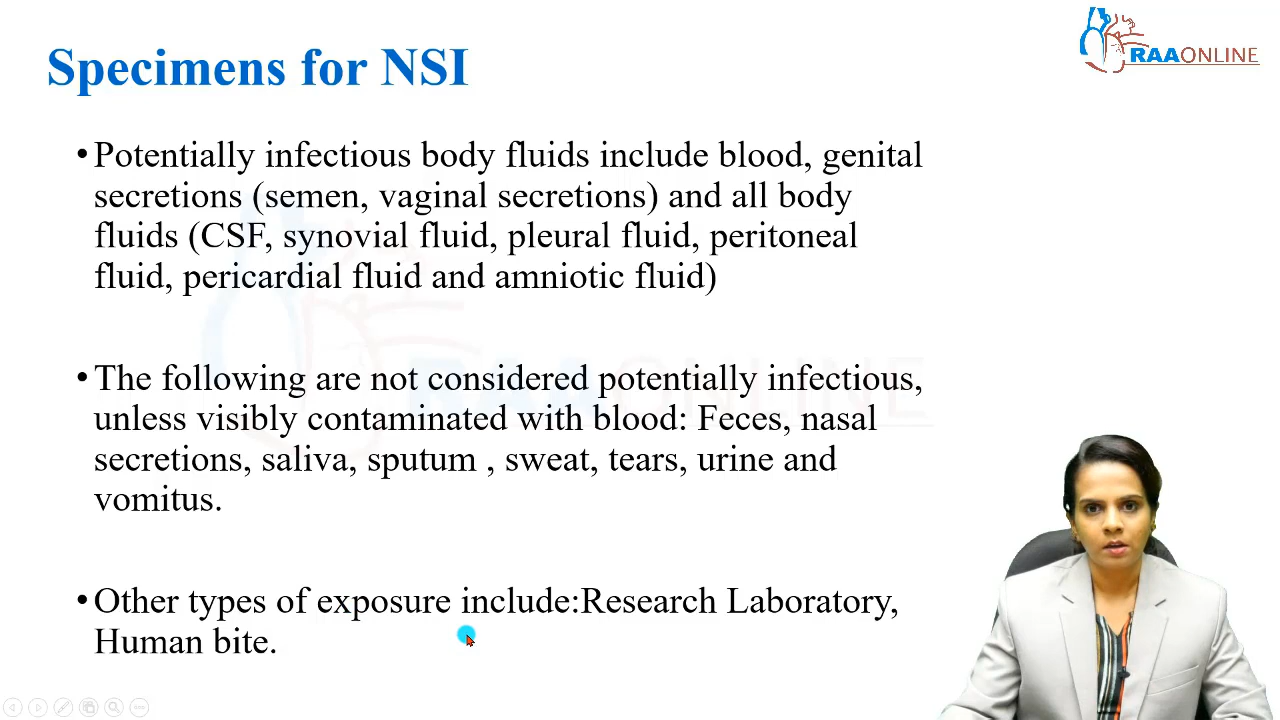 Specimens for NSI
RAAONLINE
•Potentially infectious body fluids include blood, genital
secretions (semen, vaginal secretions) and all body
fluids (CSF, synovial fluid, pleural fluid, peritoneal
fluid, pericardial fluid and amniotic fluid)
•The following are not considered potentially infectious,
unless visibly contaminated with blood: Feces, nasal
secretions, saliva, sputum , sweat, tears, urine and
vomitus.
RAAONLINE
•Other types of exposure include:Research Laboratory,
Human bite.